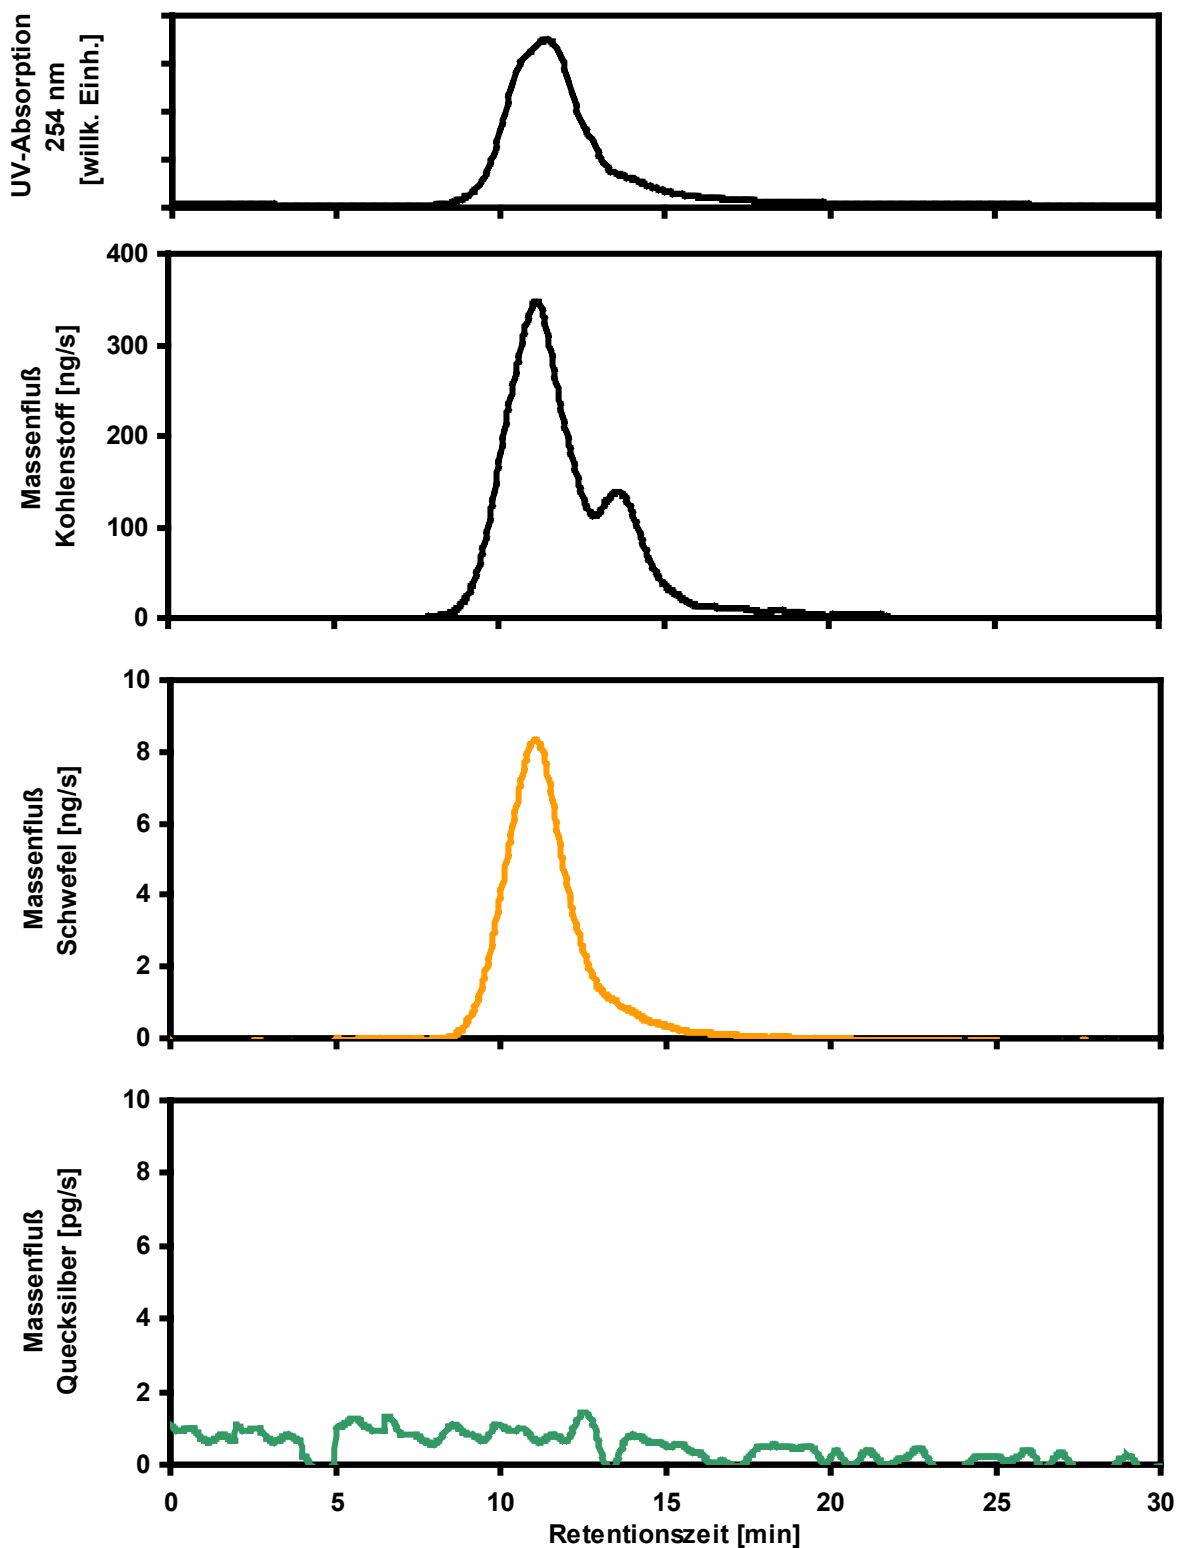 UV-Absorption
254 nm
[willk. Einh.]
400
300
200
100
0
Massenfluß
Kohlenstoff [ng/s]
10
8
6
4
2
0
Massenfluß
Schwefel [ng/s]
10
8
6
4
2
0
Massenfluß
Quecksilber [pg/s]
0 5 10 15 20 25 30
Retentionszeit [min]